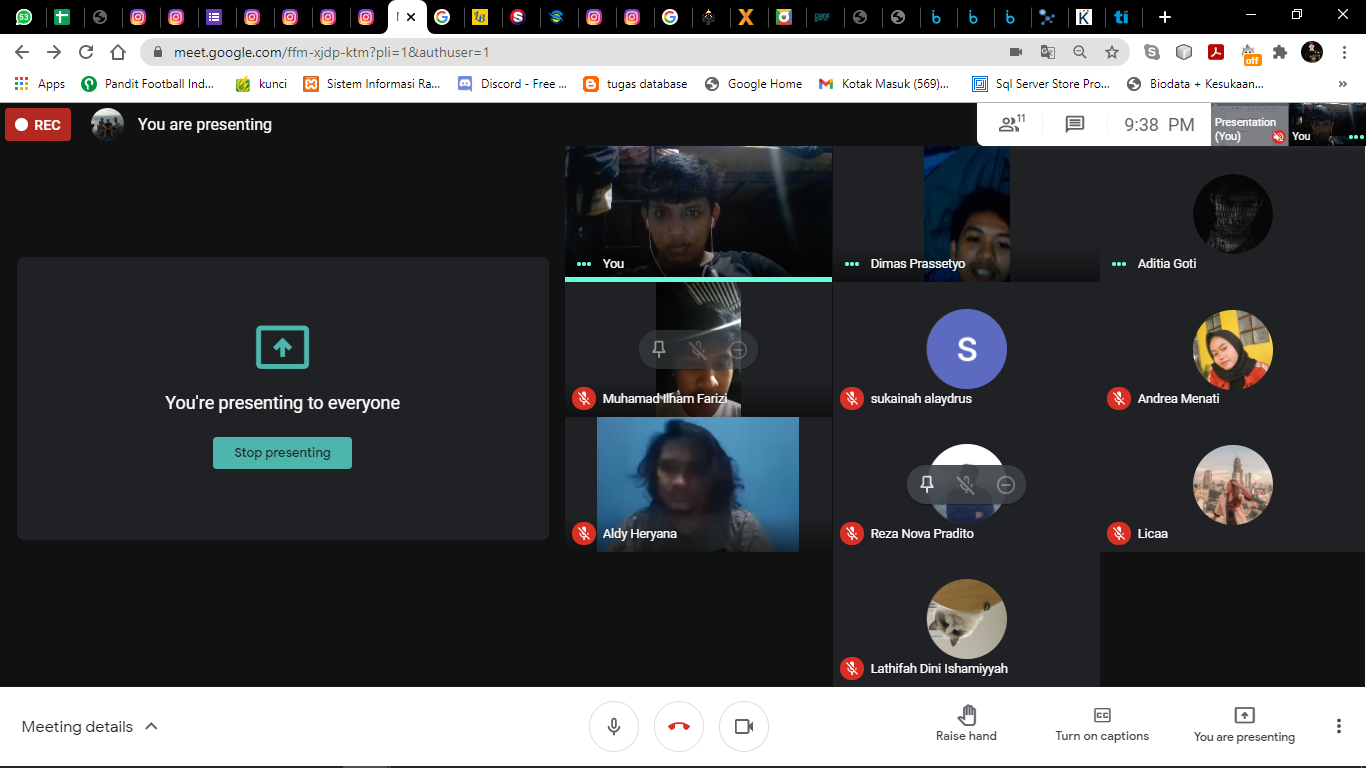 53
meet.google.com/ffm-xjdp-ktm?pli=1&authuser=1
off
Apps
Pandit Football Ind...
kunci
Sistem Informasi Ra...
Discord - Free ...
tugas database
Google Home
Kotak Masuk (569)...
Sql Server Store Pro...
Biodata + Kesukaan...
»
REC
You are presenting
11
9:38 PM
Presentation
(You)
You
You
Dimas Prassetyo
Aditia Goti
You're presenting to everyone
Stop presenting
Muhamad Ilham Farizi
S
sukainah alaydrus
Andrea Menati
Aldy Heryana
Reza Nova Pradito
Licaa
Lathifah Dini Ishamiyyah
Meeting details
Raise hand
CC
Turn on captions
You are presenting